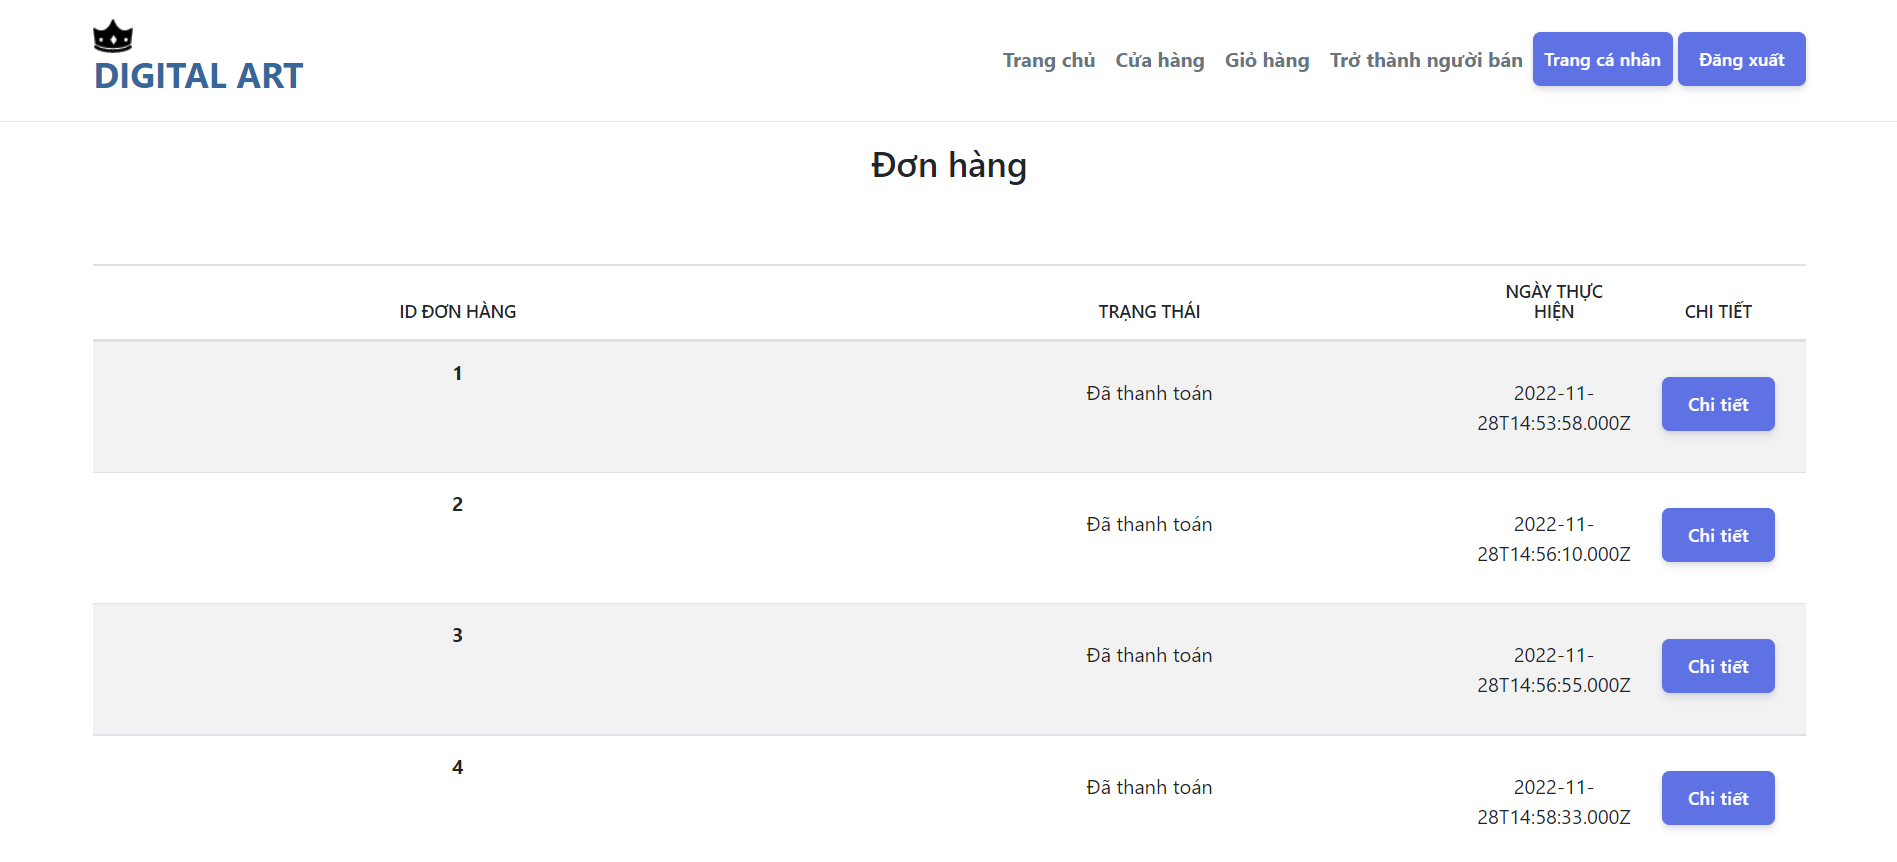 DIGITAL ART
Trang chủ Cửa hàng Giỏ hàng Trở thành người bán Trang cá nhân Đăng xuất
Đơn hàng
ID ĐƠN HÀNG TRẠNG THÁI NGÀY THỰC HIỆN CHI TIẾT
1
Đã thanh toán 2022-11-
28T14:53:58.000Z Chi tiết
2
Đã thanh toán 2022-11-
28T14:56:10.000Z Chi tiết
3
Đã thanh toán 2022-11-
28T14:56:55.000Z Chi tiết
4
Đã thanh toán 2022-11-
28T14:58:33.000Z Chi tiết